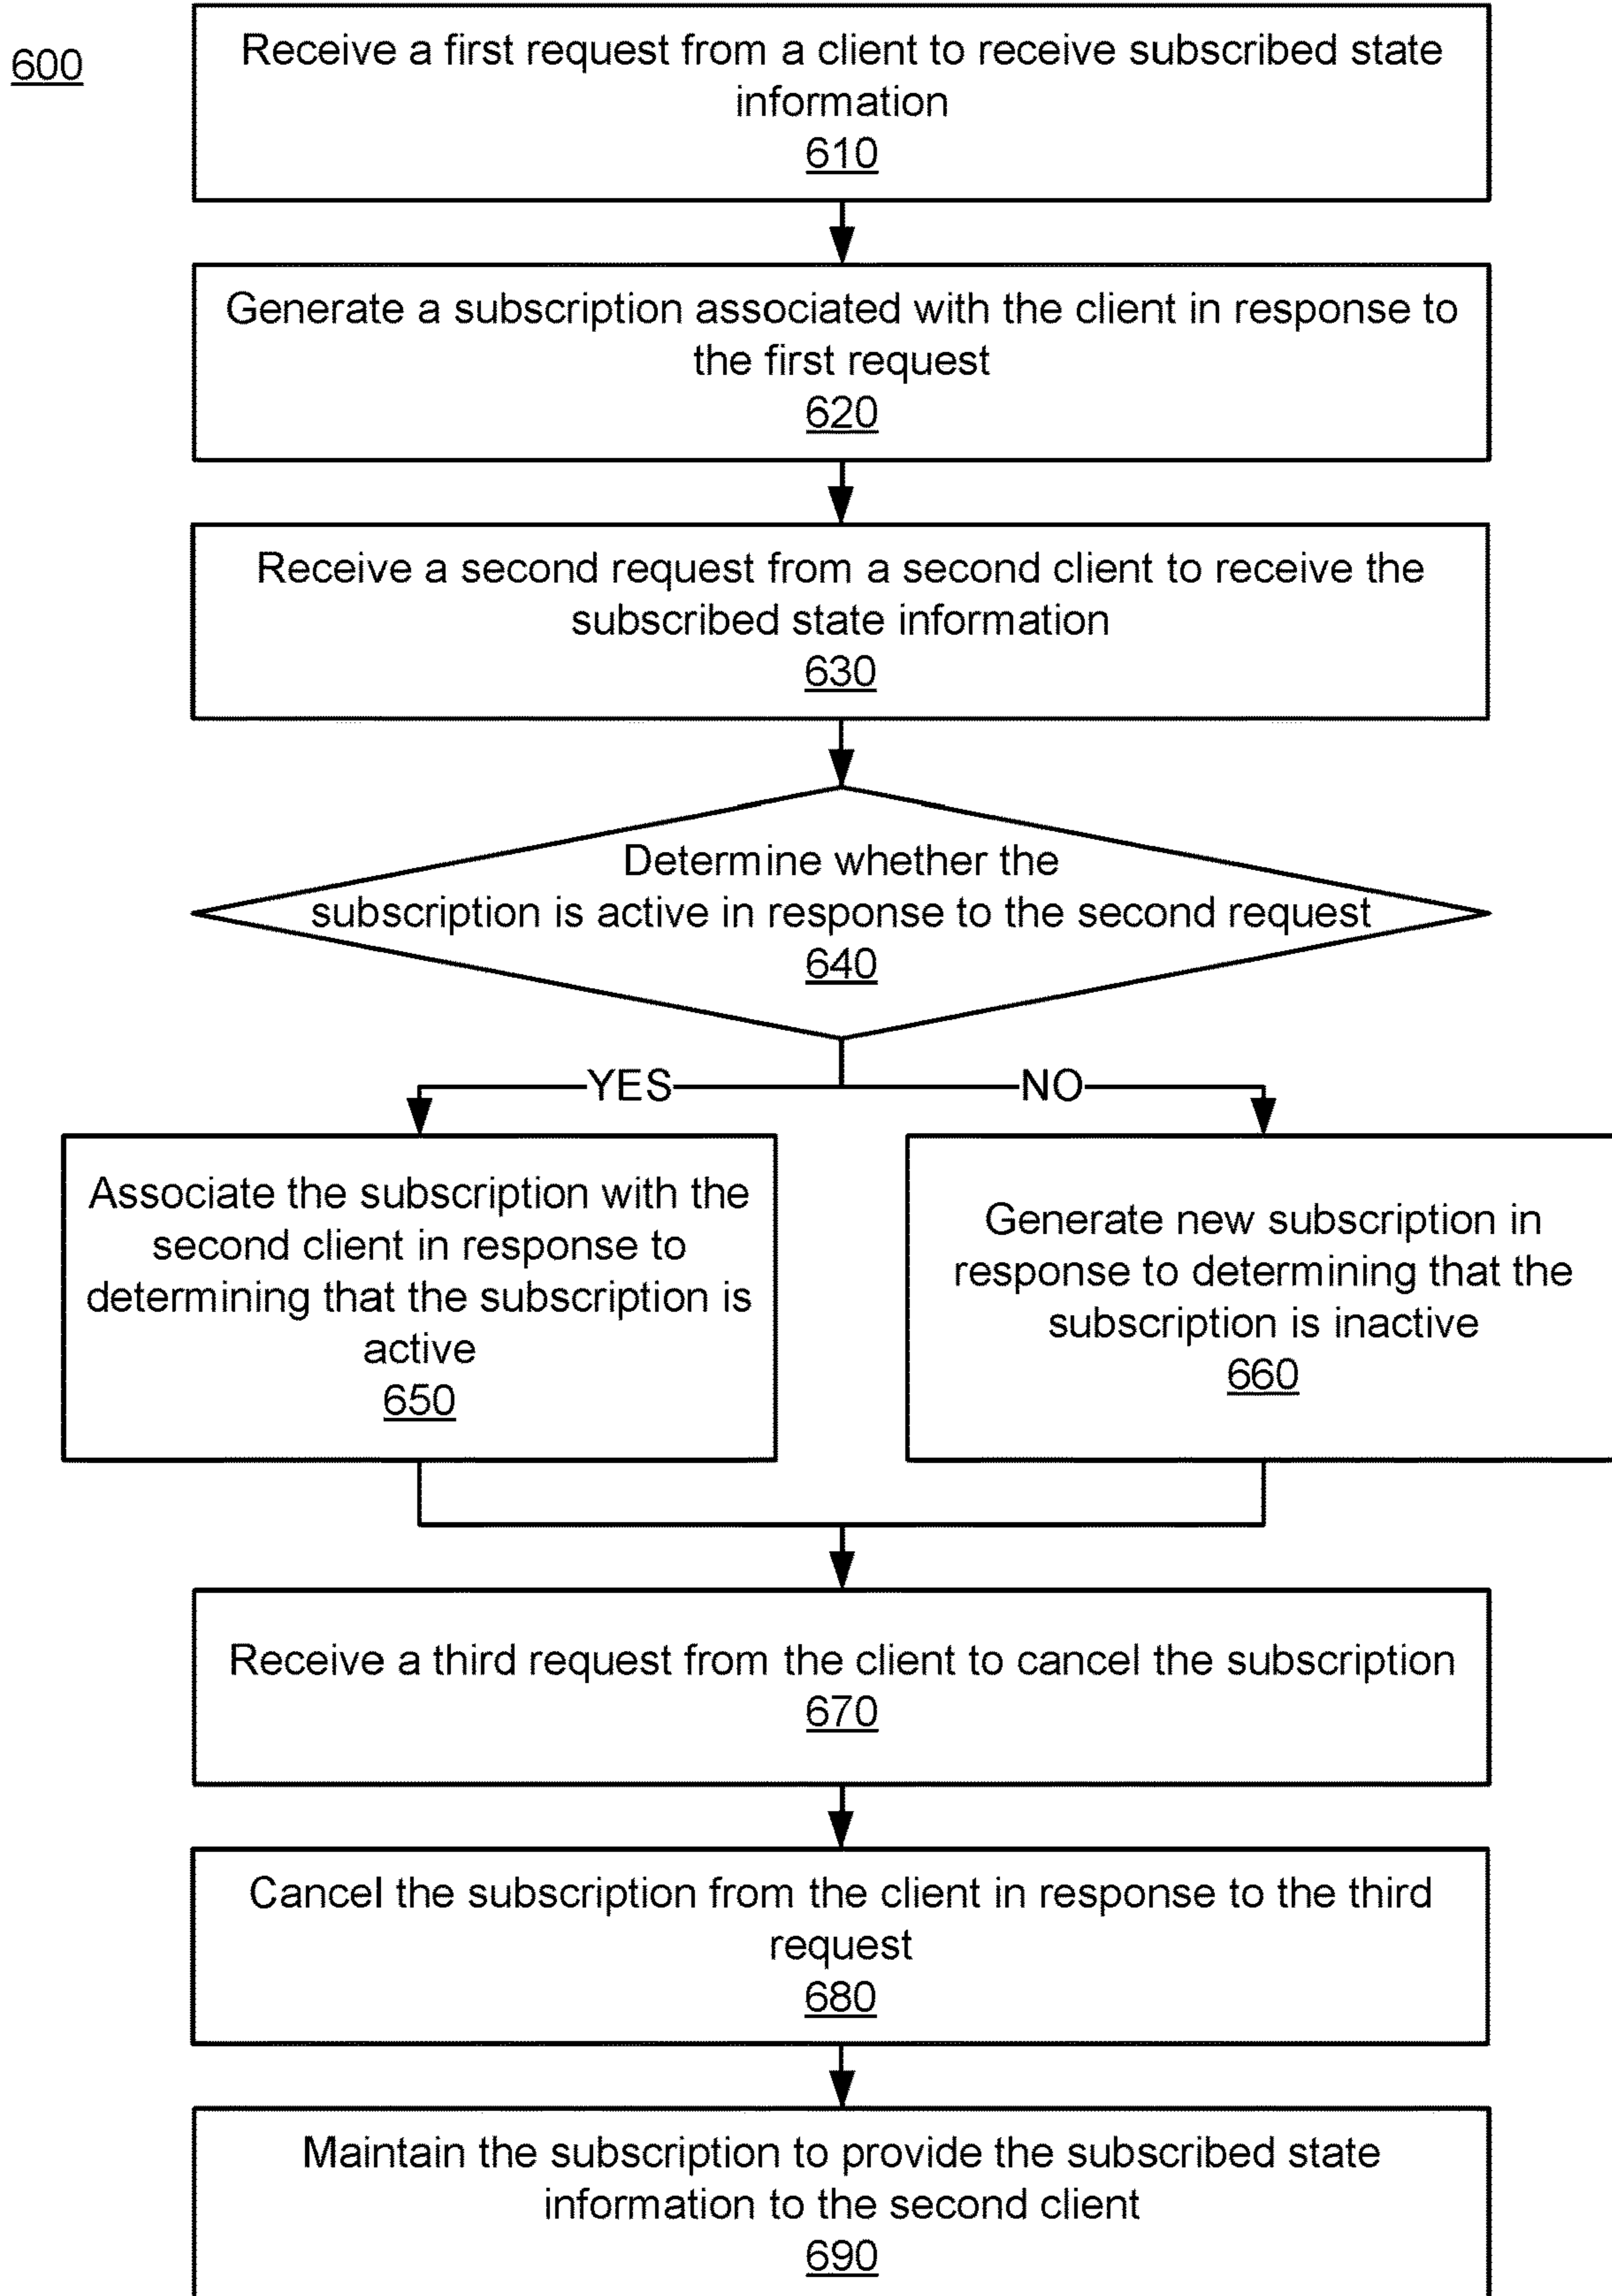 600
Receive a first request from a client to receive subscribed state
information
610
Generate a subscription associated with the client in response to
the first request
620
Receive a second request from a second client to receive the
subscribed state information
630
Determine whether the
subscription is active in response to the second request
640
YES
NO
Associate the subscription with the
second client in response to
determining that the subscription is
active
650
Generate new subscription in
response to determining that the
subscription is inactive
660
Receive a third request from the client to cancel the subscription
670
Cancel the subscription from the client in response to the third
request
680
Maintain the subscription to provide the subscribed state
information to the second client
690